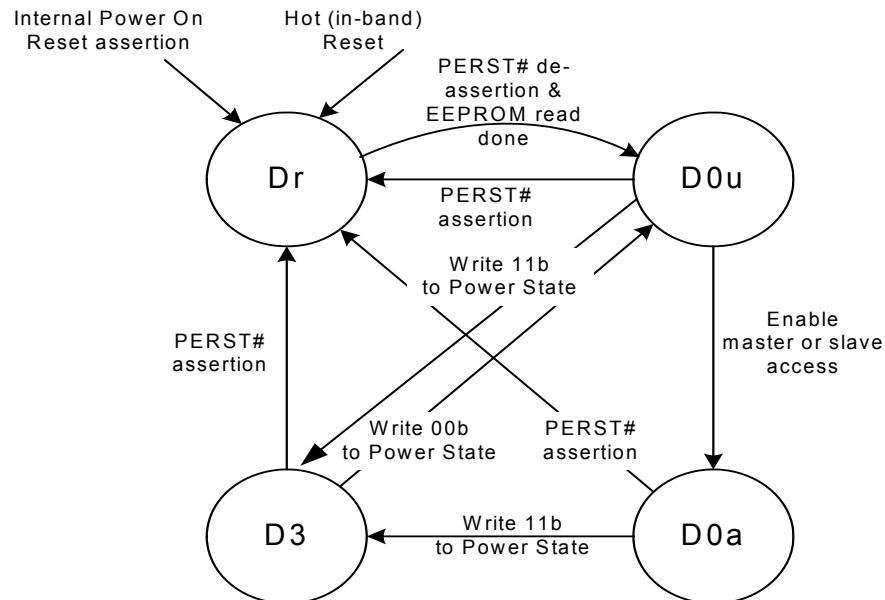 Internal Power On
Reset assertion
Hot (in-band)
Reset
PERST# de-
assertion &
EEPROM read
done
Dr
D0u
PERST#
assertion
Write 11b
to Power State
Enable
master or slave
access
PERST#
assertion
Write 00b
to Power State
PERST#
assertion
D3
D0a
Write 11b
to Power State